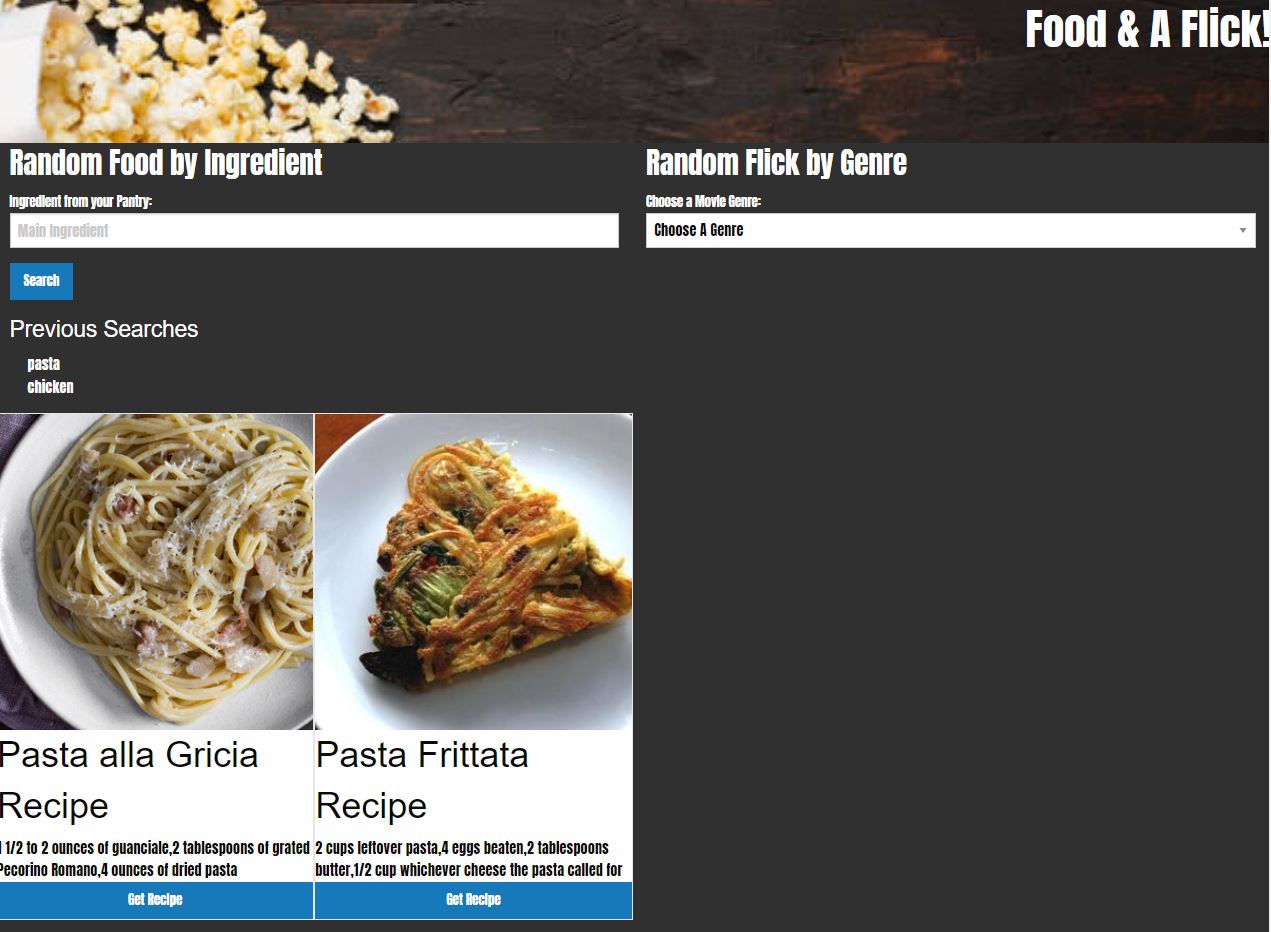 Food & A Flick!
Random Food by Ingredient
Ingredient from your Pantry:
Main Ingredient
Search
Previous Searches
pasta
chicken
Random Flick by Genre
Choose a Movie Genre:
Choose A Genre
Pasta alla Gricia
Recipe
1/2 to 2 ounces of guanciale,2 tablespoons of grated
Pecorino Romano,4 ounces of dried pasta
Get Recipe
Pasta Frittata
Recipe
2 cups leftover pasta,4 eggs beaten,2 tablespoons
butter,1/2 cup whichever cheese the pasta called for
Get Recipe